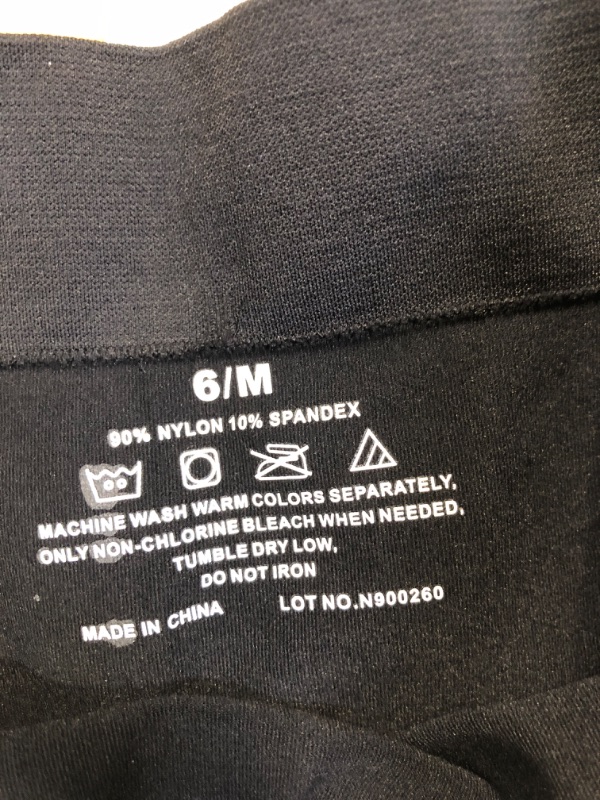 6/M
90% NYLON 10% SPANDEX
MACHINE WASH WARM COLORS SEPARATELY,
ONLY NON-CHLORINE BLEACH WHEN NEEDED,
TUMBLE DRY LOW,
DO NOT IRON
MADE IN CHINA LOT NO.N900260